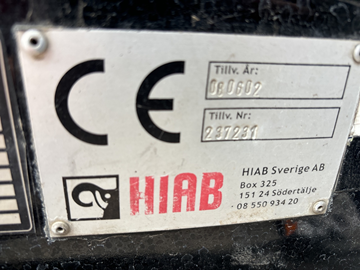 CE
Tillv. År:
080602
Tillv. Nr:
237231
HIAB
HIAB Sverige AB
Box 325
151 24 Södertälje
08 550 934 20